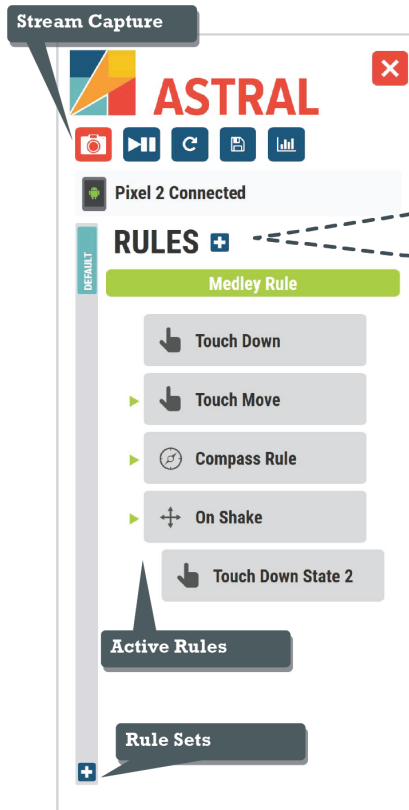 Stream Capture
ASTRAL
Pixel 2 Connected
RULES
DEFAULT
Medley Rule
Touch Down
Touch Move
Compass Rule
On Shake
Touch Down State 2
Active Rules
Rule Sets